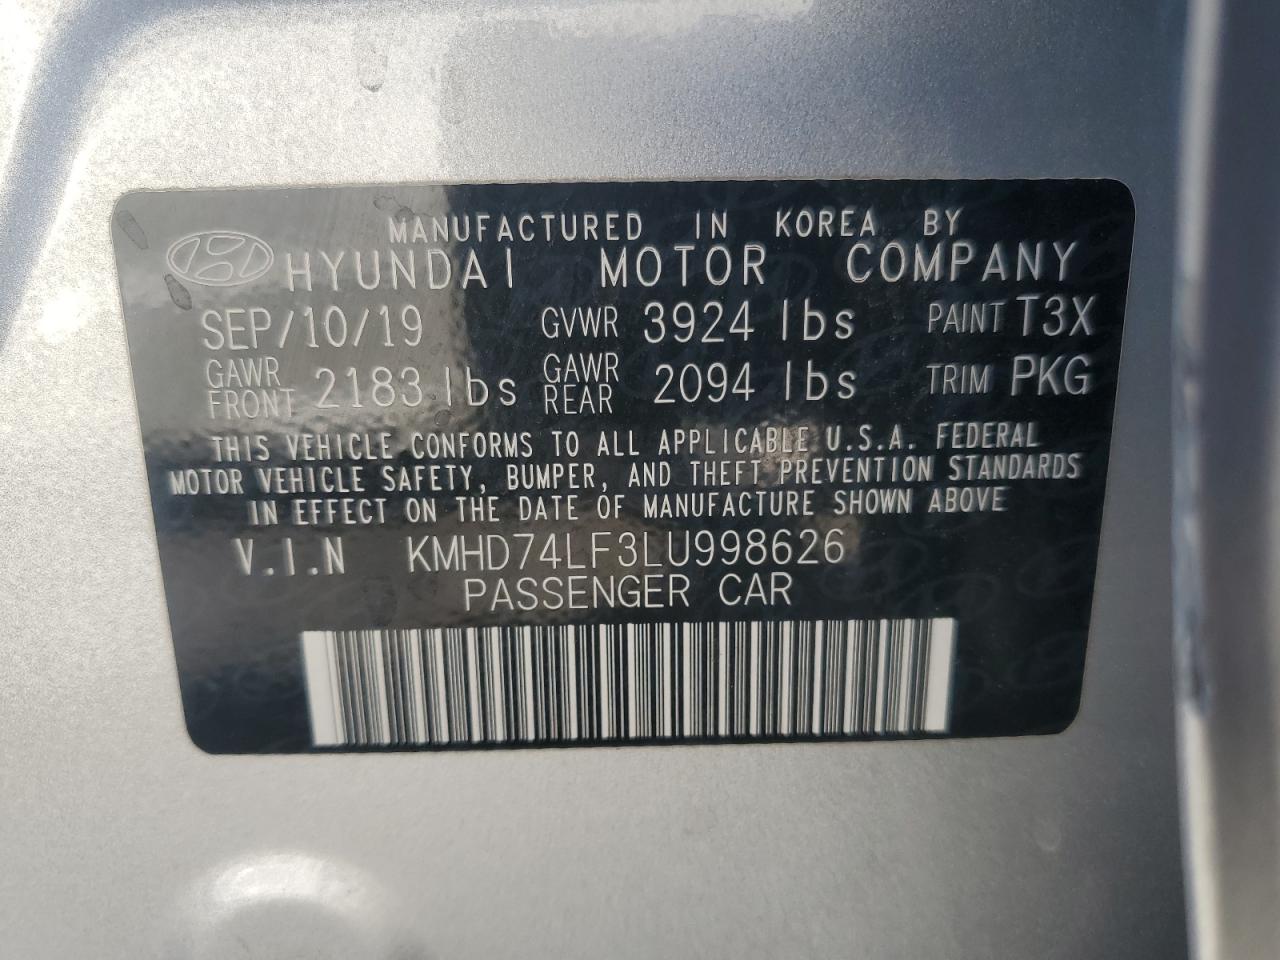 MANUFACTURED IN KOREA BY
HYUNDAI MOTOR COMPANY
SEP/10/19 GVWR 3924 lbs PAINT T3X
GAWR FRONT 2183 lbs GAWR REAR 2094 lbs TRIM PKG
THIS VEHICLE CONFORMS TO ALL APPLICABLE U.S.A. FEDERAL
MOTOR VEHICLE SAFETY, BUMPER, AND THEFT PREVENTION STANDARDS
IN EFFECT ON THE DATE OF MANUFACTURE SHOWN ABOVE
V.I.N KMHD74LF3LU998626
PASSENGER CAR